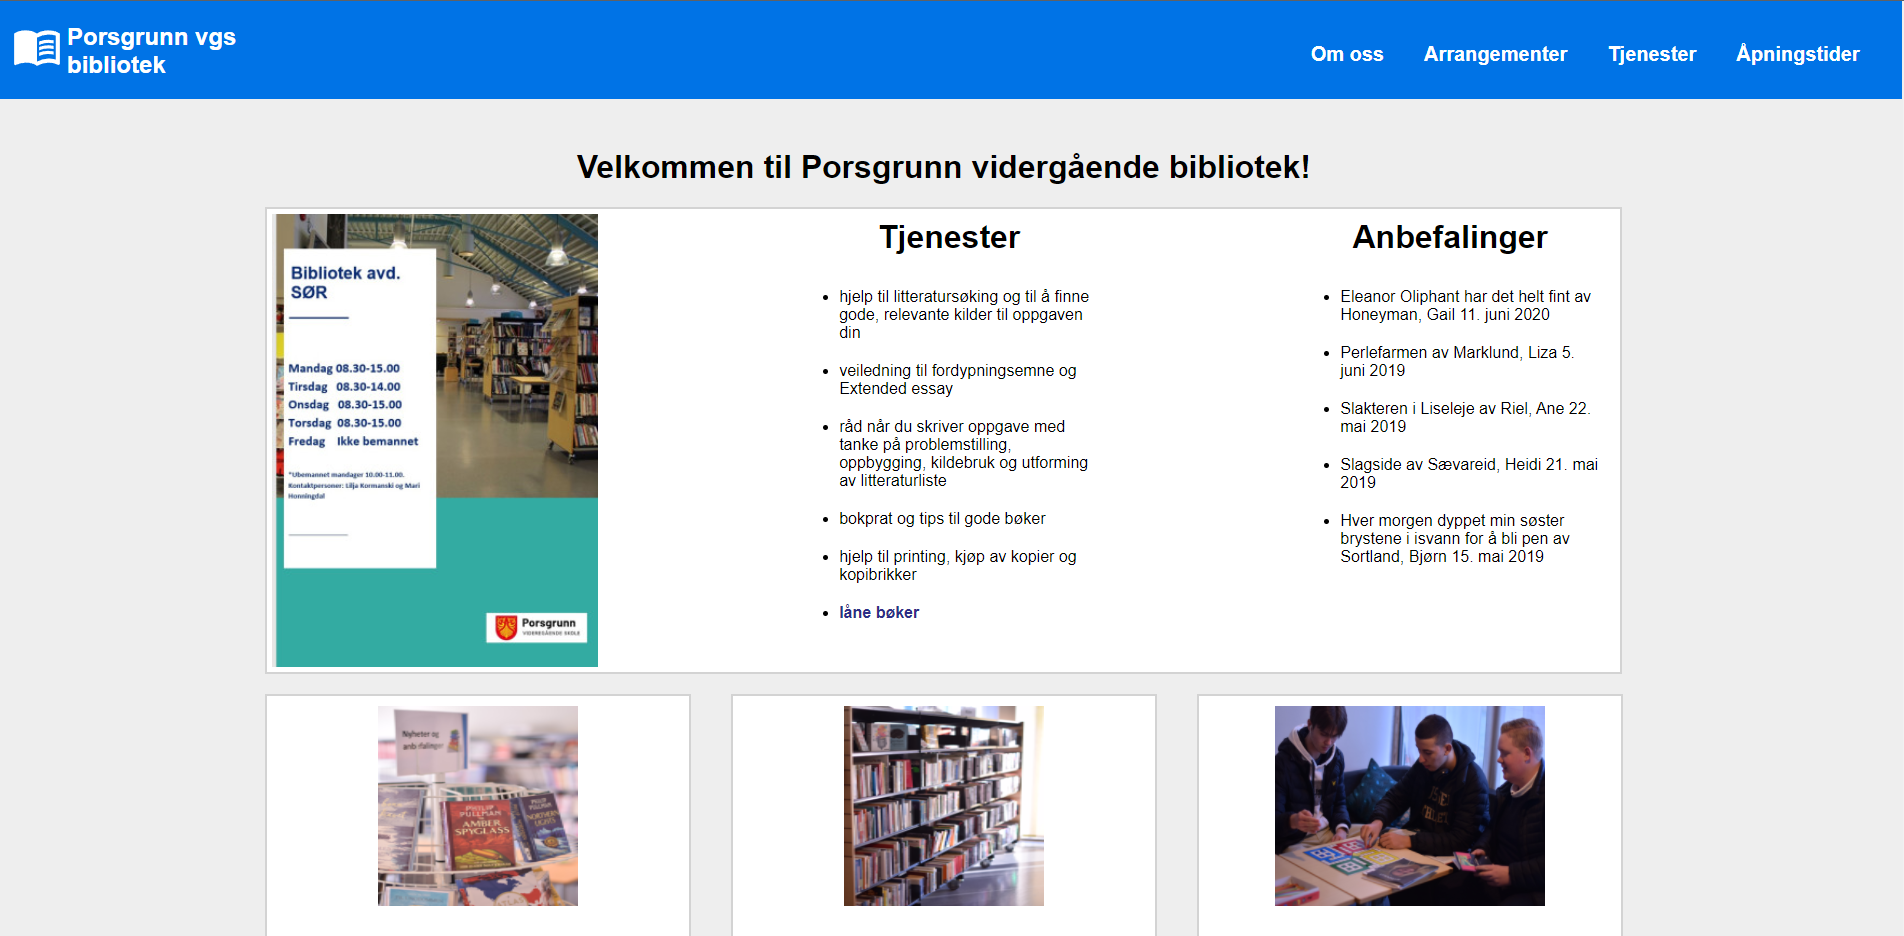 Porsgrunn vgs
bibliotek
Om oss
Arrangementer
Tjenester
Åpningstider
Velkommen til Porsgrunn vidergående bibliotek!
Bibliotek avd.
SØR
Mandag 08.30-15.00
Tirsdag 08.30-14.00
Onsdag 08.30-15.00
Torsdag 08.30-15.00
Fredag Ikke bemannet
*Ubemannet mandager 10.00-11.00.
Kontaktpersoner: Lilja Kormanski og Mari
Honningdal
Porsgrunn
VIDEREGÅENDE SKOLE
Tjenester
hjelp til litteratursøking og til å finne
gode, relevante kilder til oppgaven
din
veiledning til fordypningsemne og
Extended essay
råd når du skriver oppgave med
tanke på problemstilling,
oppbygging, kildebruk og utforming
av litteraturliste
bokprat og tips til gode bøker
hjelp til printing, kjøp av kopier og
kopibrikker
låne bøker
Anbefalinger
Eleanor Oliphant har det helt fint av
Honeyman, Gail 11. juni 2020
Perlefarmen av Marklund, Liza 5.
juni 2019
Slakteren i Liseleje av Riel, Ane 22.
mai 2019
Slagside av Sævareid, Heidi 21. mai
2019
Hver morgen dyppet min søster
brystene i isvann for å bli pen av
Sortland, Bjørn 15. mai 2019
Nyheter og
anbefalinger
PHILIP
PULLMAN
AMBER
SPYGLASS
PHILIP
PULLMAN
NORTHERN
LIGHTS